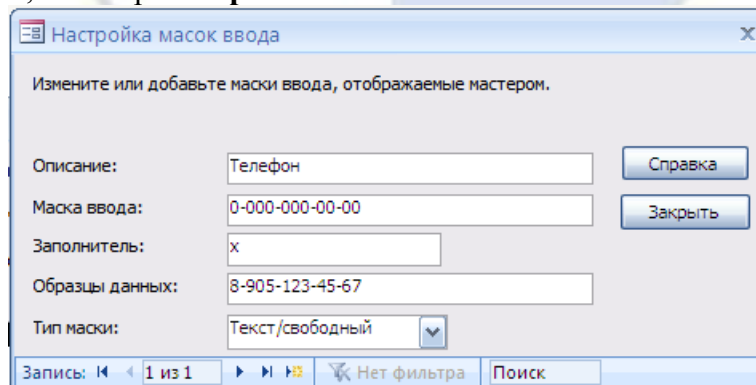 Настройка масок ввода
Измените или добавьте маски ввода, отображаемые мастером.
Описание: Телефон Справка
Маска ввода: 0-000-000-00-00 Закрыть
Заполнитель: x
Образцы данных: 8-905-123-45-67
Тип маски: Текст/свободный
Запись: 1 из 1 Нет фильтра Поиск